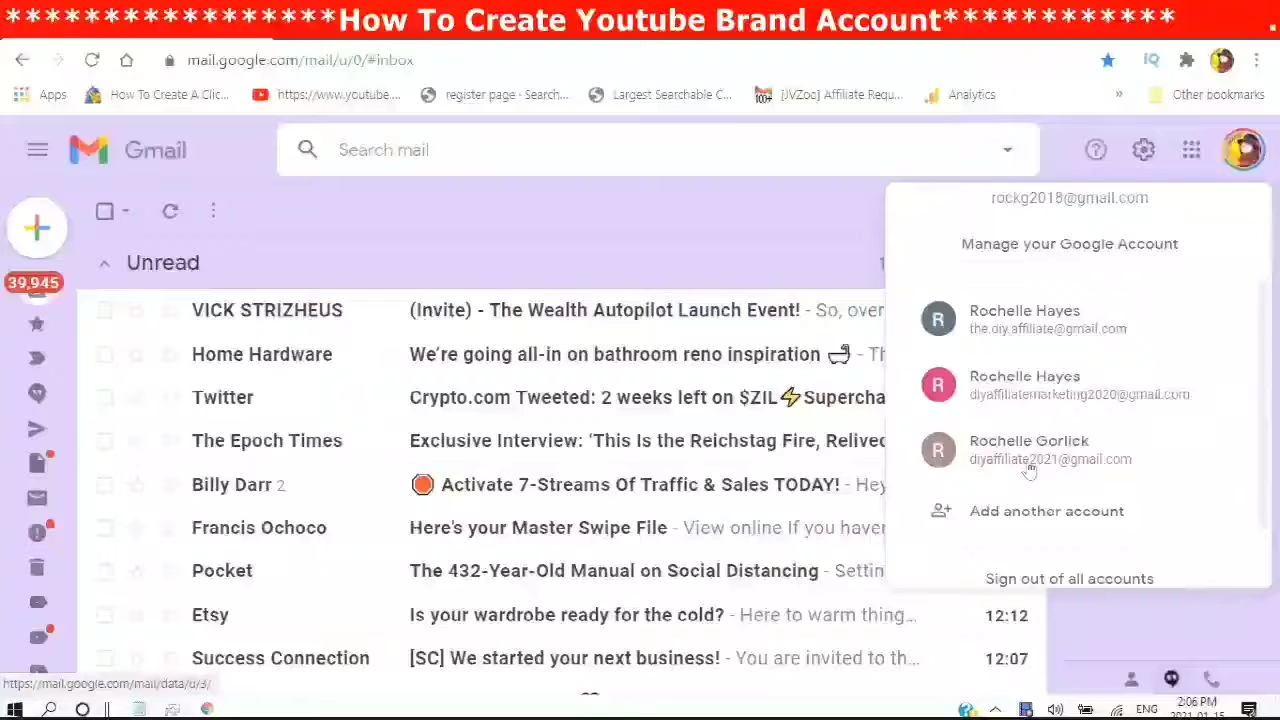 *****************How To Create Youtube Brand Account************ .
mail.google.com/mail/u/0/#inbox
Apps How To Create A Clic... https://www.youtube.... register page - Search... Largest Searchable C... [JVZoo] Affiliate Requ... Analytics » Other bookmarks
Gmail Search mail
rockg2018@gmail.com
Manage your Google Account
Unread
39,945
Rochelle Hayes
the.diy.affiliate@gmail.com
Rochelle Hayes
diyaffiliatemarketing2020@gmail.com
Rochelle Gorlick
diyaffiliate2021@gmail.com
Add another account
Sign out of all accounts
VICK STRIZHEUS (Invite) - The Wealth Autopilot Launch Event! - So, over
Home Hardware We're going all-in on bathroom reno inspiration 🛁 - Th
Twitter Crypto.com Tweeted: 2 weeks left on $ZIL⚡Supercha
The Epoch Times Exclusive Interview: 'This Is the Reichstag Fire, Relived
Billy Darr 2 🛑 Activate 7-Streams Of Traffic & Sales TODAY! - Hey
Francis Ochoco Here's your Master Swipe File - View online If you haven
Pocket The 432-Year-Old Manual on Social Distancing - Settin
Etsy Is your wardrobe ready for the cold? - Here to warm thing... 12:12
Success Connection [SC] We started your next business! - You are invited to th... 12:07
https://mail.google.com/mail/data/u/3/
ENG 2:06 PM
2021-01-15